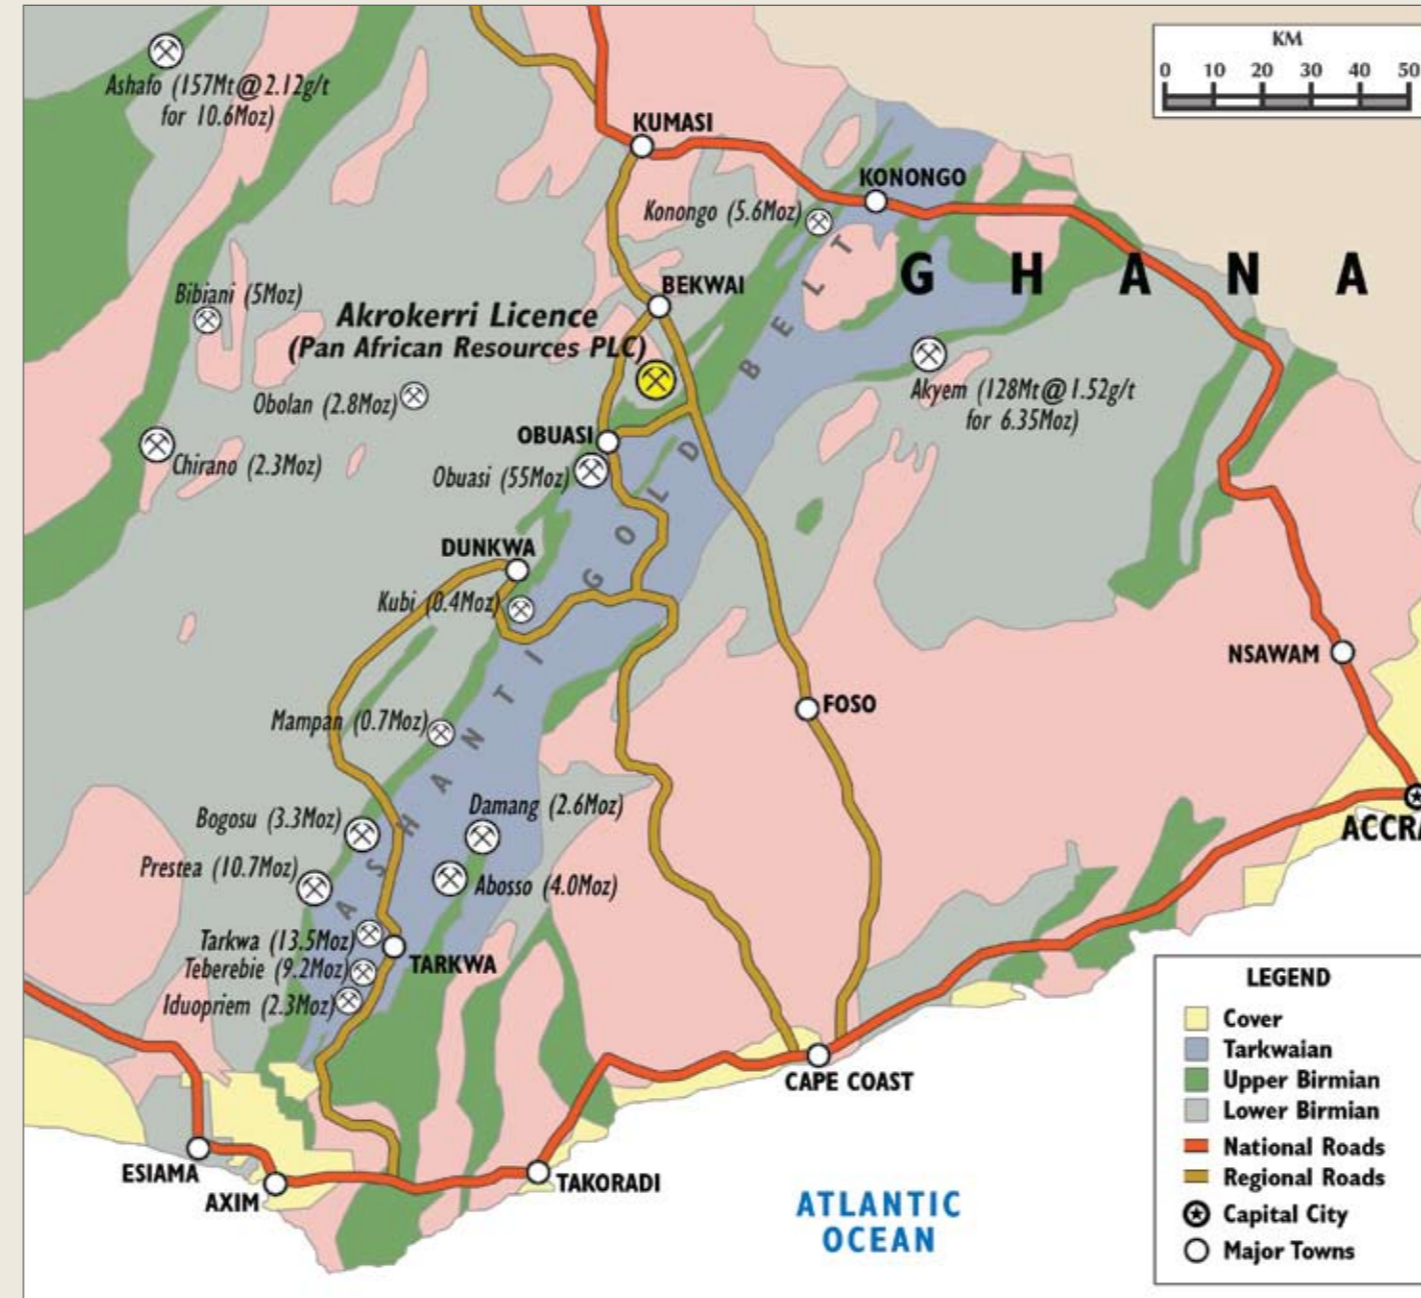 KM
0 10 20 30 40 50
Ashafo (157Mt@2.12g/t
for 10.6Moz)
KUMASI
KONONGO
Konongo (5.6Moz)
GHANA
BEKWAI
Bibiani (5Moz)
Akrokerri Licence
(Pan African Resources PLC)
Akyem (128Mt@1.52g/t
for 6.35Moz)
Obolan (2.8Moz)
OBUASI
Chirano (2.3Moz)
Obuasi (55Moz)
ASHANTI GOLD BELT
DUNKWA
Kubi (0.4Moz)
NSAWAM
FOSO
Mampan (0.7Moz)
Damang (2.6Moz)
Bogosu (3.3Moz)
ACCRA
Prestea (10.7Moz)
Abosso (4.0Moz)
Tarkwa (13.5Moz)
TARKWA
Teberebie (9.2Moz)
Iduopriem (2.3Moz)
CAPE COAST
ESIAMA
AXIM
TAKORADI
ATLANTIC
OCEAN
LEGEND
Cover
Tarkwaian
Upper Birmian
Lower Birmian
National Roads
Regional Roads
Capital City
Major Towns